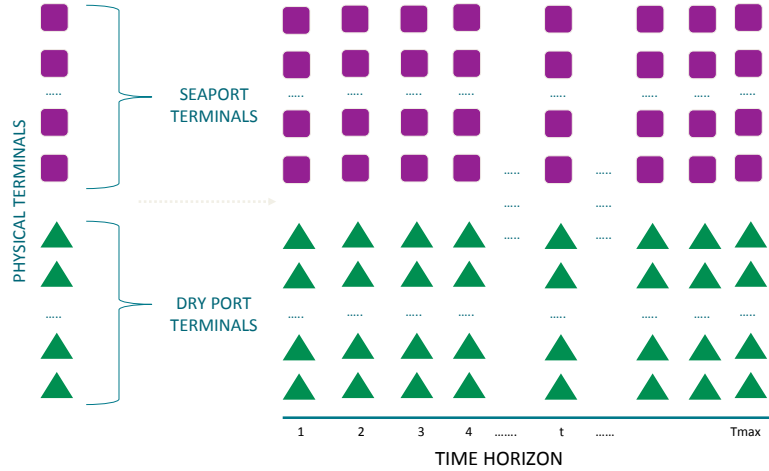 PHYSICAL TERMINALS
.....
SEAPORT
TERMINALS
..... ..... ..... ..... ..... ..... ..... .....
..... .....
..... .....
..... .....
DRY PORT
TERMINALS
.....
..... ..... ..... ..... ..... ..... ..... .....
1 2 3 4 ....... t ...... Tmax
TIME HORIZON